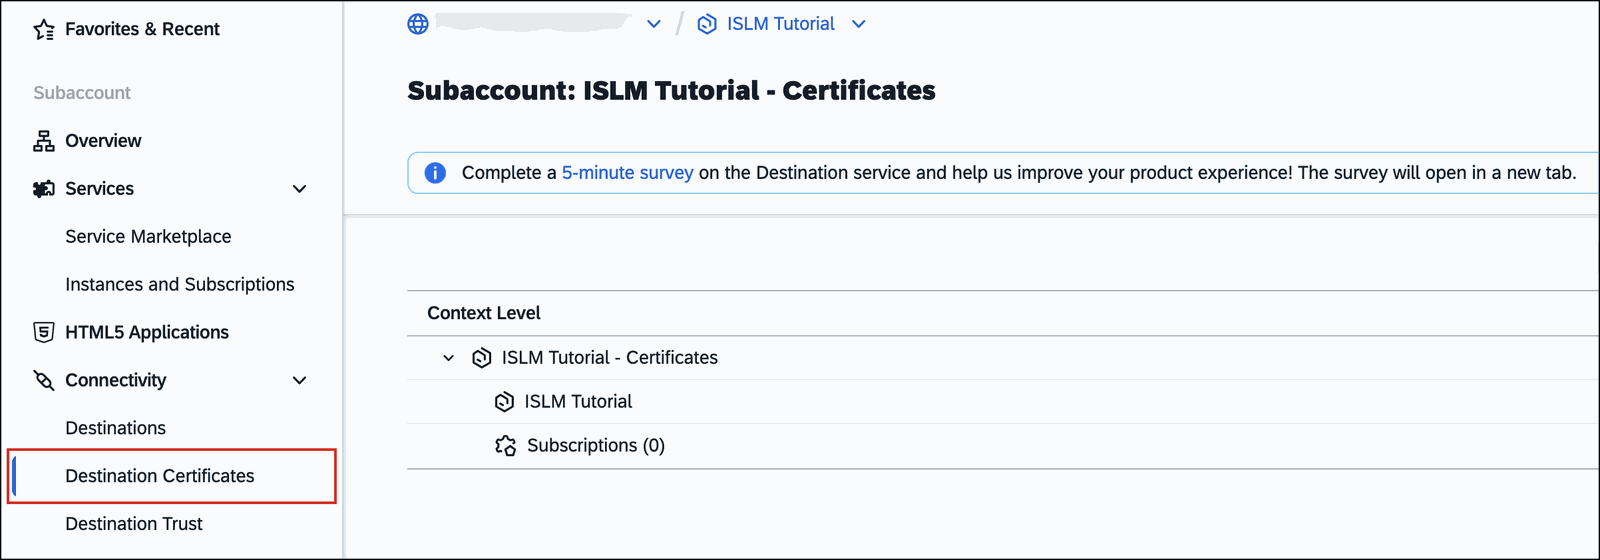 Favorites & Recent
Subaccount
Overview
Services
Service Marketplace
Instances and Subscriptions
HTML5 Applications
Connectivity
Destinations
Destination Certificates
Destination Trust
/ ISLM Tutorial
Subaccount: ISLM Tutorial - Certificates
Complete a 5-minute survey on the Destination service and help us improve your product experience! The survey will open in a new tab.
Context Level
ISLM Tutorial - Certificates
ISLM Tutorial
Subscriptions (0)